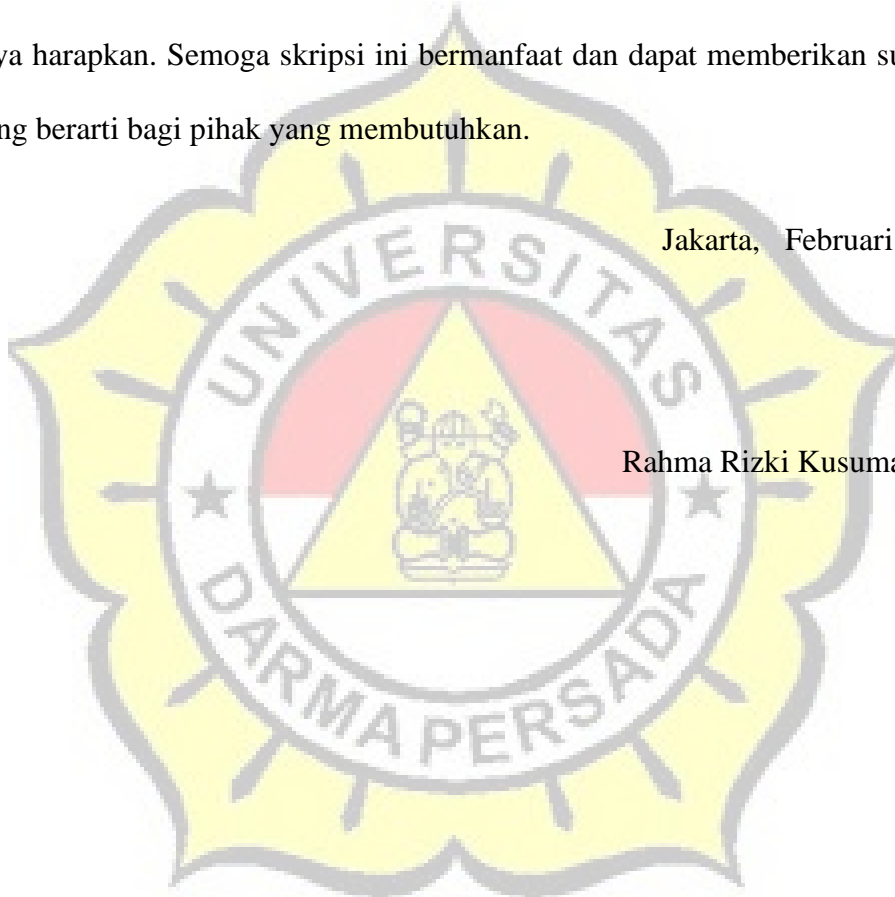 ya harapkan. Semoga skripsi ini bermanfaat dan dapat memberikan su
ng berarti bagi pihak yang membutuhkan.
Jakarta, Februari
Rahma Rizki Kusuma
UNIVERSITAS
DARMA PERSADA